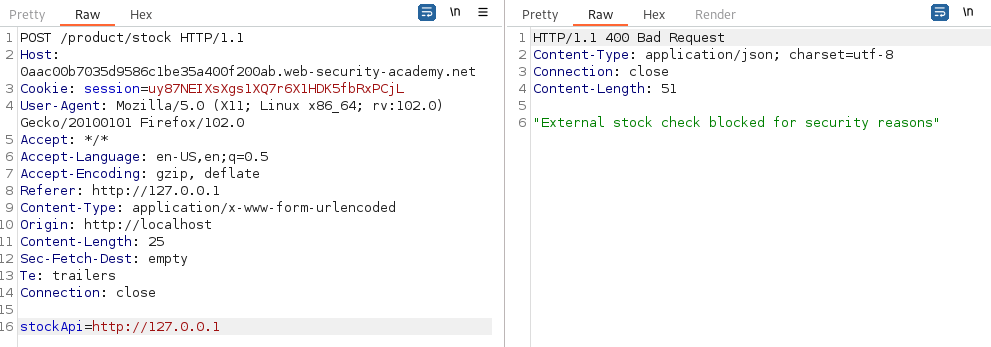 Pretty Raw Hex \n
1 POST /product/stock HTTP/1.1
2 Host:
0aac00b7035d9586c1be35a400f200ab.web-security-academy.net
3 Cookie: session=uy87NEIXsXgs1XQ7r6X1HDK5fbRxPCjL
4 User-Agent: Mozilla/5.0 (X11; Linux x86_64; rv:102.0)
Gecko/20100101 Firefox/102.0
5 Accept: */*
6 Accept-Language: en-US,en;q=0.5
7 Accept-Encoding: gzip, deflate
8 Referer: http://127.0.0.1
9 Content-Type: application/x-www-form-urlencoded
10 Origin: http://localhost
11 Content-Length: 25
12 Sec-Fetch-Dest: empty
13 Te: trailers
14 Connection: close
15
16 stockApi=http://127.0.0.1
Pretty Raw Hex Render \n
1 HTTP/1.1 400 Bad Request
2 Content-Type: application/json; charset=utf-8
3 Connection: close
4 Content-Length: 51
5
6 "External stock check blocked for security reasons"